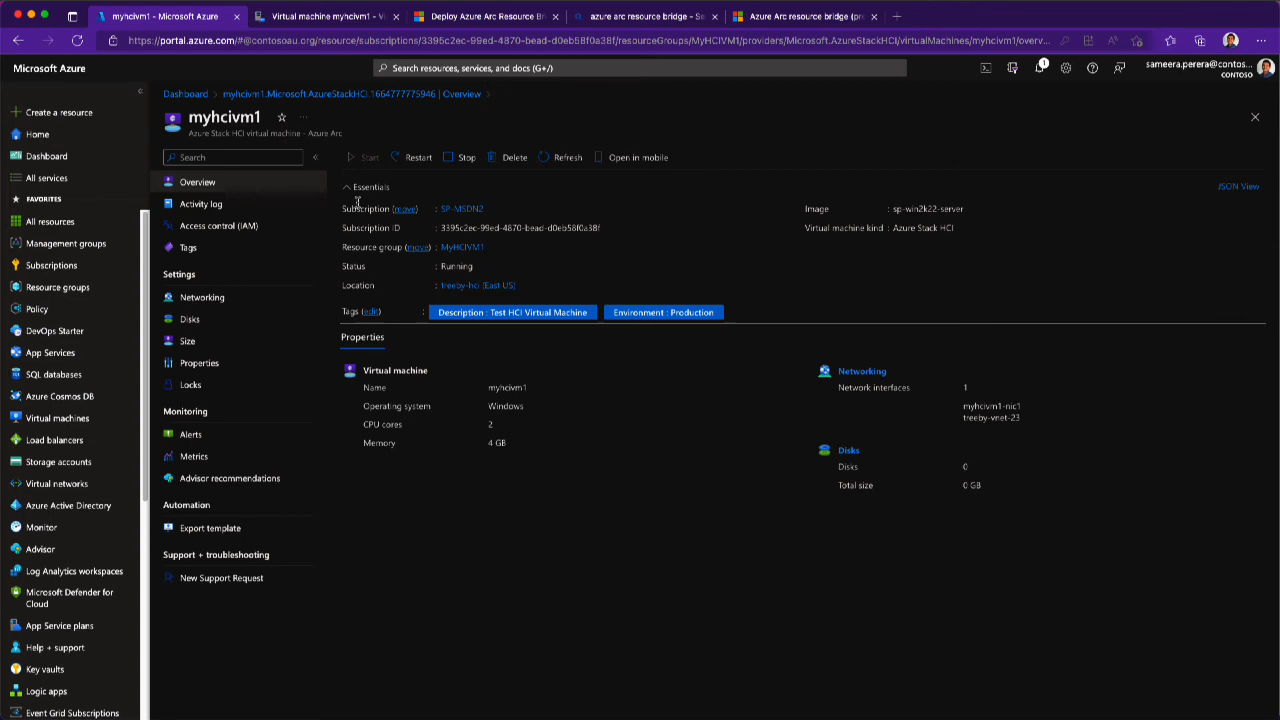 myhcivm1 - Microsoft Azure
Virtual machine myhcivm1 - Vi
Deploy Azure Arc Resource Bri
azure arc resource bridge - Se
Azure Arc resource bridge (pre
https://portal.azure.com/#@contosoau.org/resource/subscriptions/3395c2ec-99ed-4870-bead-d0eb58f0a38f/resourceGroups/MyHCIVM1/providers/Microsoft.AzureStackHCI/virtualMachines/myhcivm1/overv...
Microsoft Azure
Search resources, services, and docs (G+/)
1
sameera.perera@contos...
CONTOSO
Create a resource
Home
Dashboard
All services
FAVORITES
All resources
Management groups
Subscriptions
Resource groups
Policy
DevOps Starter
App Services
SQL databases
Azure Cosmos DB
Virtual machines
Load balancers
Storage accounts
Virtual networks
Azure Active Directory
Monitor
Advisor
Log Analytics workspaces
Microsoft Defender for
Cloud
App Service plans
Help + support
Key vaults
Logic apps
Event Grid Subscriptions
Dashboard > myhcivm1.Microsoft.AzureStackHCI.1664777775946 | Overview >
myhcivm1
Azure Stack HCI virtual machine - Azure Arc
Search
Overview
Activity log
Access control (IAM)
Tags
Settings
Networking
Disks
Size
Properties
Locks
Monitoring
Alerts
Metrics
Advisor recommendations
Automation
Export template
Support + troubleshooting
New Support Request
Start Restart Stop Delete Refresh Open in mobile
Essentials
JSON View
Subscription (move) : SP-MSDN2
Subscription ID : 3395c2ec-99ed-4870-bead-d0eb58f0a38f
Resource group (move) : MyHCIVM1
Status : Running
Location : treeby-hci (East US)
Image : sp-win2k22-server
Virtual machine kind : Azure Stack HCI
Tags (edit) : Description : Test HCI Virtual Machine Environment : Production
Properties
Virtual machine
Name myhcivm1
Operating system Windows
CPU cores 2
Memory 4 GB
Networking
Network interfaces 1
myhcivm1-nic1
treeby-vnet-23
Disks
Disks 0
Total size 0 GB